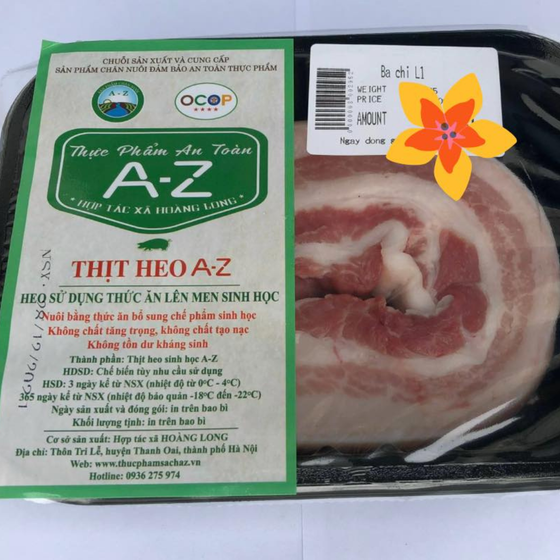 CHUỖI SẢN XUẤT VÀ CUNG CẤP
SẢN PHẨM CHĂN NUÔI ĐẢM BẢO AN TOÀN THỰC PHẨM
A-Z
OCOP
Thực Phẩm An Toàn
A-Z
HỢP TÁC XÃ HOÀNG LONG
THỊT HEO A-Z
HEO SỬ DỤNG THỨC ĂN LÊN MEN SINH HỌC
Nuôi bằng thức ăn bổ sung chế phẩm sinh học
Không chất tăng trọng, không chất tạo nạc
Không tồn dư kháng sinh
Thành phần: Thịt heo sinh học A-Z
HDSD: Chế biến tùy nhu cầu sử dụng
HSD: 3 ngày kể từ NSX (nhiệt độ từ 0°C - 4°C)
365 ngày kể từ NSX (nhiệt độ bảo quản -18°C đến -22°C)
Ngày sản xuất và đóng gói: in trên bao bì
Khối lượng tịnh: in trên bao bì
Cơ sở sản xuất: Hợp tác xã HOÀNG LONG
Địa chỉ: Thôn Tri Lễ, huyện Thanh Oai, thành phố Hà Nội
Web: www.thucphamsachaz.vn
Hotline: 0936 275 974
NSX:
Ba chi L1
WEIGHT
PRICE
AMOUNT
Ngay dong